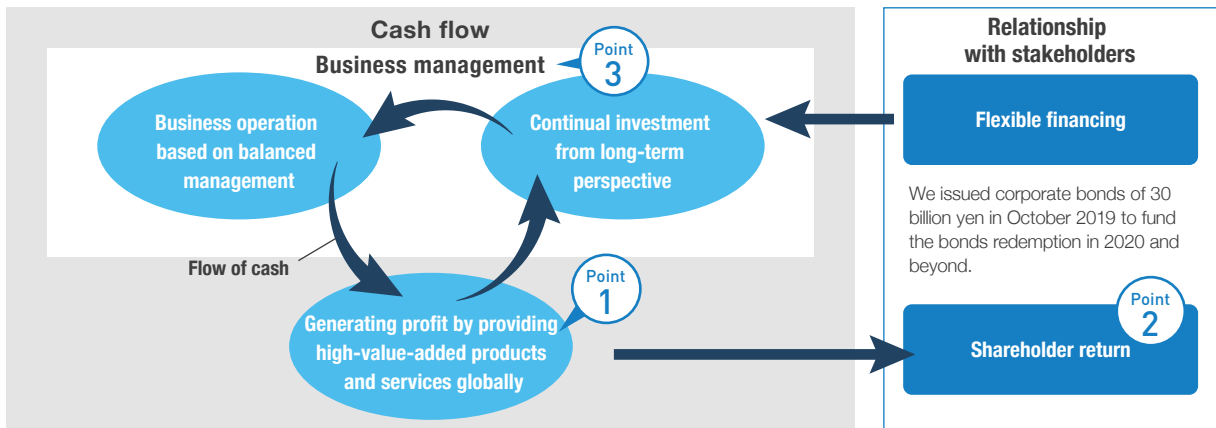 Cash flow
Business management
Point
3
Business operation
based on balanced
management
Continual investment
from long-term
perspective
Flow of cash
Point
1
Generating profit by providing
high-value-added products
and services globally
Relationship
with stakeholders
Flexible financing
We issued corporate bonds of 30
billion yen in October 2019 to fund
the bonds redemption in 2020 and
beyond.
Point
2
Shareholder return